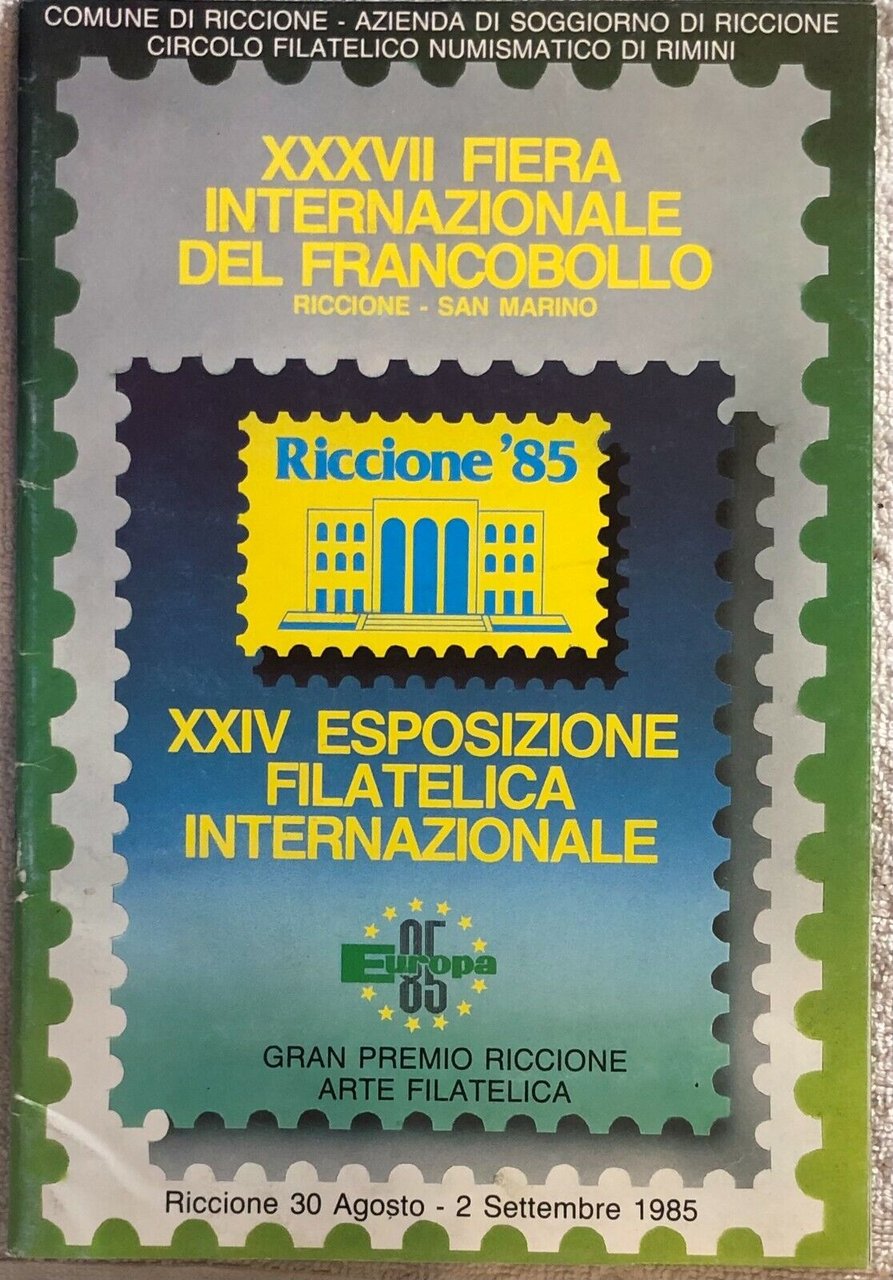 COMUNE DI RICCIONE - AZIENDA DI SOGGIORNO DI RICCIONE
CIRCOLO FILATELICO NUMISMATICO DI RIMINI
XXXVII FIERA
INTERNAZIONALE
DEL FRANCOBOLLO
RICCIONE - SAN MARINO
Riccione '85
XXIV ESPOSIZIONE
FILATELICA
INTERNAZIONALE
Europa
85
GRAN PREMIO RICCIONE
ARTE FILATELICA
Riccione 30 Agosto - 2 Settembre 1985